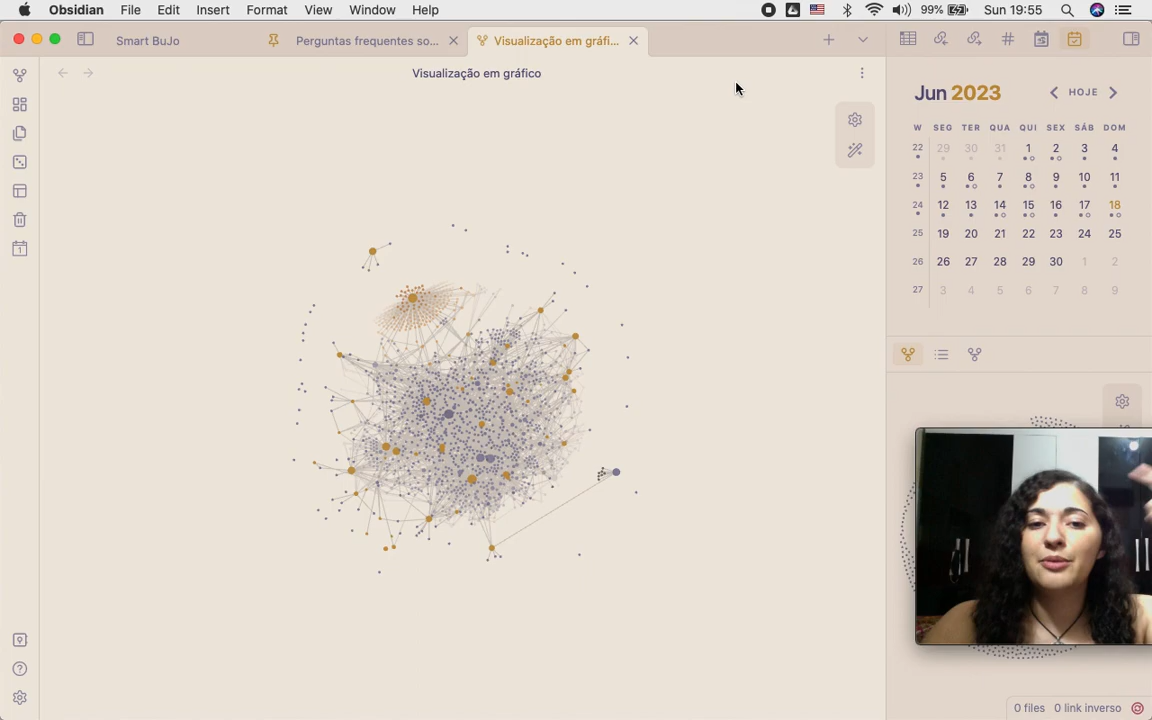 Obsidian File Edit Insert Format View Window Help 99% Sun 19:55
Smart BuJo Perguntas frequentes so... Visualização em gráfi...
Visualização em gráfico
Jun 2023 HOJE
W SEG TER QUA QUI SEX SÁB DOM
22 29 30 31 1 2 3 4
23 5 6 7 8 9 10 11
24 12 13 14 15 16 17 18
25 19 20 21 22 23 24 25
26 26 27 28 29 30 1 2
27 3 4 5 6 7 8 9
1
0 files 0 link inverso